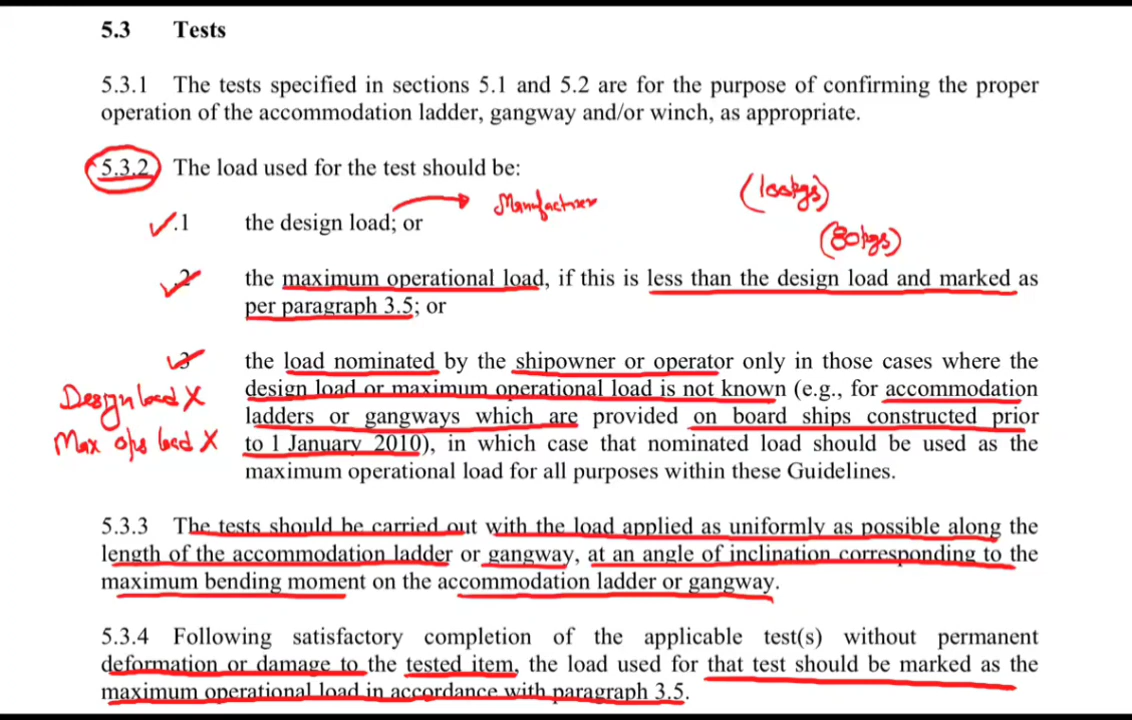 5.3 Tests
5.3.1 The tests specified in sections 5.1 and 5.2 are for the purpose of confirming the proper
operation of the accommodation ladder, gangway and/or winch, as appropriate.
5.3.2 The load used for the test should be:
(100kgs)
Manufacturer
.1 the design load; or
(80kgs)
.2 the maximum operational load, if this is less than the design load and marked as
per paragraph 3.5; or
.3 the load nominated by the shipowner or operator only in those cases where the
design load or maximum operational load is not known (e.g., for accommodation
Design load X
ladders or gangways which are provided on board ships constructed prior
Max ops load X
to 1 January 2010), in which case that nominated load should be used as the
maximum operational load for all purposes within these Guidelines.
5.3.3 The tests should be carried out with the load applied as uniformly as possible along the
length of the accommodation ladder or gangway, at an angle of inclination corresponding to the
maximum bending moment on the accommodation ladder or gangway.
5.3.4 Following satisfactory completion of the applicable test(s) without permanent
deformation or damage to the tested item, the load used for that test should be marked as the
maximum operational load in accordance with paragraph 3.5.